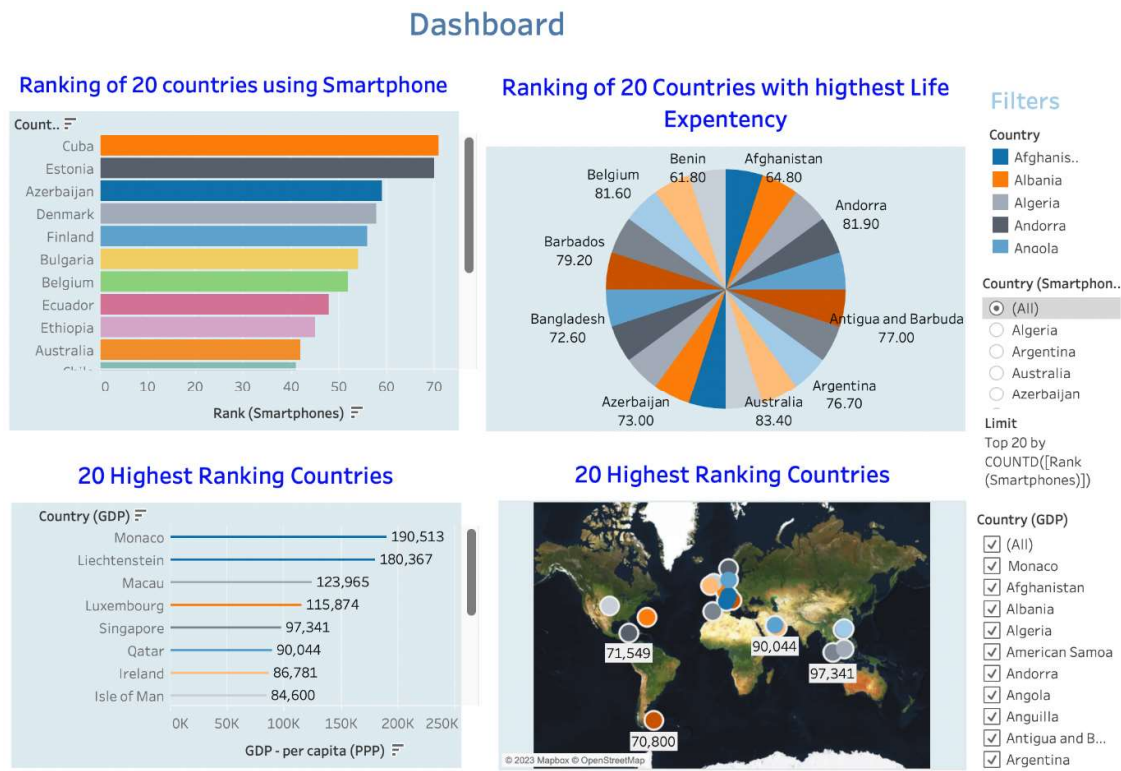 Dashboard
Ranking of 20 countries using Smartphone
Count..
Cuba
Estonia
Azerbaijan
Denmark
Finland
Bulgaria
Belgium
Ecuador
Ethiopia
Australia
0 10 20 30 40 50 60 70
Rank (Smartphones)
Ranking of 20 Countries with higthest Life
Expentency
Benin
61.80
Afghanistan
64.80
Belgium
81.60
Andorra
81.90
Barbados
79.20
Bangladesh
72.60
Antigua and Barbuda
77.00
Argentina
76.70
Azerbaijan
73.00
Australia
83.40
Filters
Country
Afghanis..
Albania
Algeria
Andorra
Angola
Country (Smartphon..
(All)
Algeria
Argentina
Australia
Azerbaijan
Limit
Top 20 by
COUNTD([Rank
(Smartphones)])
20 Highest Ranking Countries
Country (GDP)
Monaco 190,513
Liechtenstein 180,367
Macau 123,965
Luxembourg 115,874
Singapore 97,341
Qatar 90,044
Ireland 86,781
Isle of Man 84,600
0K 50K 100K 150K 200K 250K
GDP - per capita (PPP)
20 Highest Ranking Countries
71,549
90,044
97,341
70,800
© 2023 Mapbox © OpenStreetMap
Country (GDP)
(All)
Monaco
Afghanistan
Albania
Algeria
American Samoa
Andorra
Angola
Anguilla
Antigua and B...
Argentina